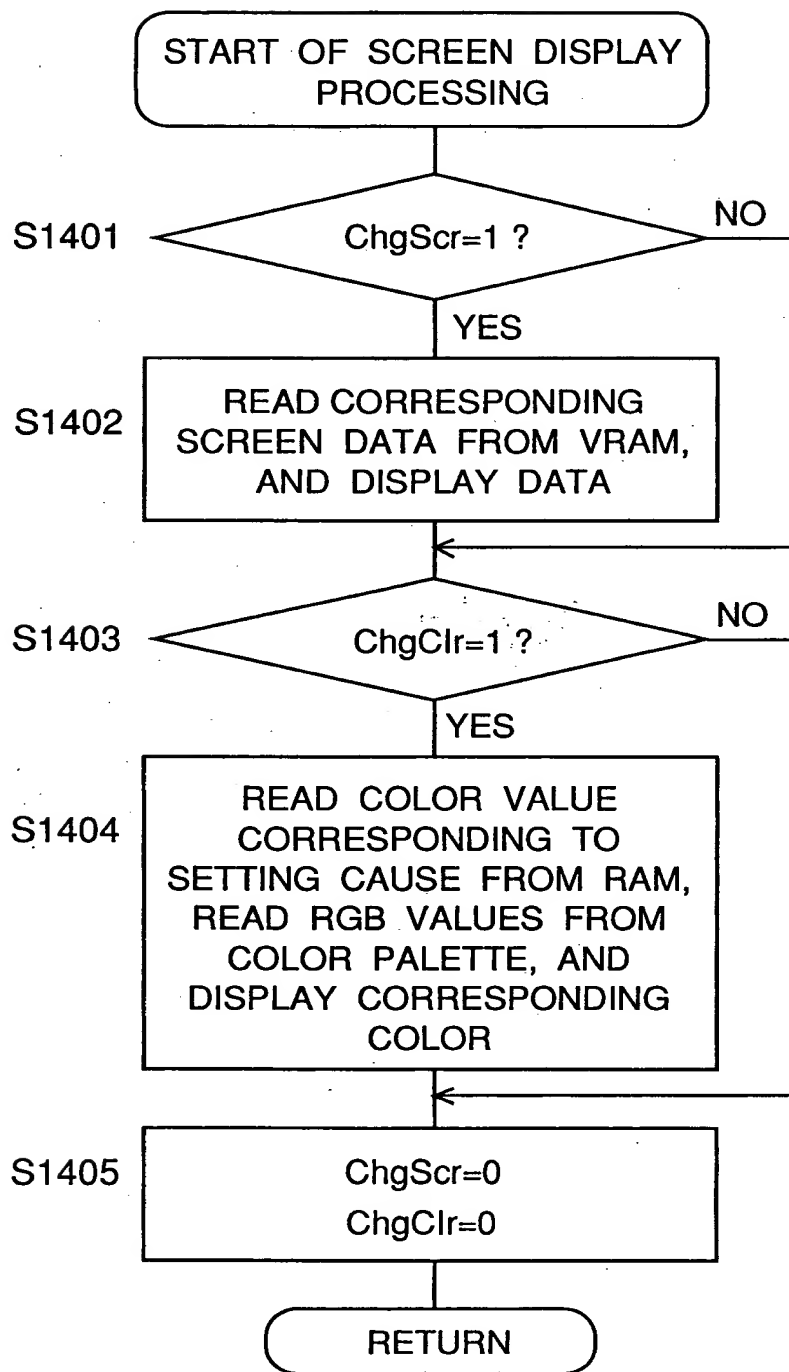 START OF SCREEN DISPLAY
PROCESSING
S1401
ChgScr=1 ?
NO
YES
S1402
READ CORRESPONDING
SCREEN DATA FROM VRAM,
AND DISPLAY DATA
S1403
ChgClr=1 ?
NO
YES
S1404
READ COLOR VALUE
CORRESPONDING TO
SETTING CAUSE FROM RAM,
READ RGB VALUES FROM
COLOR PALETTE, AND
DISPLAY CORRESPONDING
COLOR
S1405
ChgScr=0
ChgClr=0
RETURN